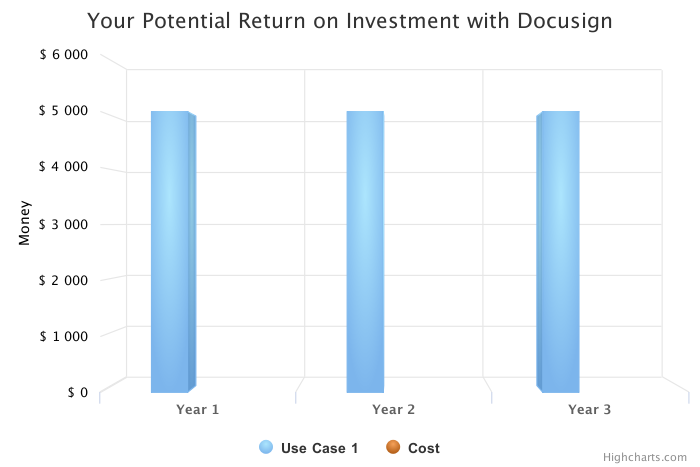 Your Potential Return on Investment with Docusign
$ 6 000
$ 5 000
$ 4 000
$ 3 000
$ 2 000
$ 1 000
$ 0
Money
Year 1
Year 2
Year 3
Use Case 1
Cost
Highcharts.com